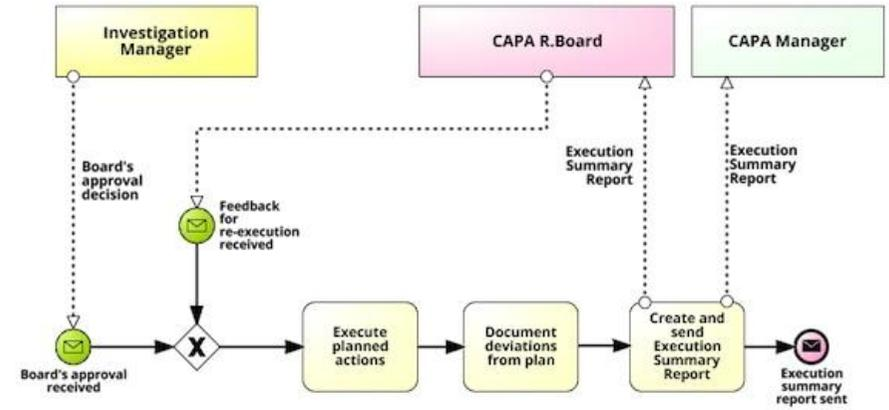 Investigation
Manager
CAPA R.Board
CAPA Manager
Board's
approval
decision
Execution
Summary
Report
Execution
Summary
Report
Feedback
for
re-execution
received
X
Execute
planned
actions
Document
deviations
from plan
Create and
send
Execution
Summary
Report
Board's approval
received
Execution
summary
report sent